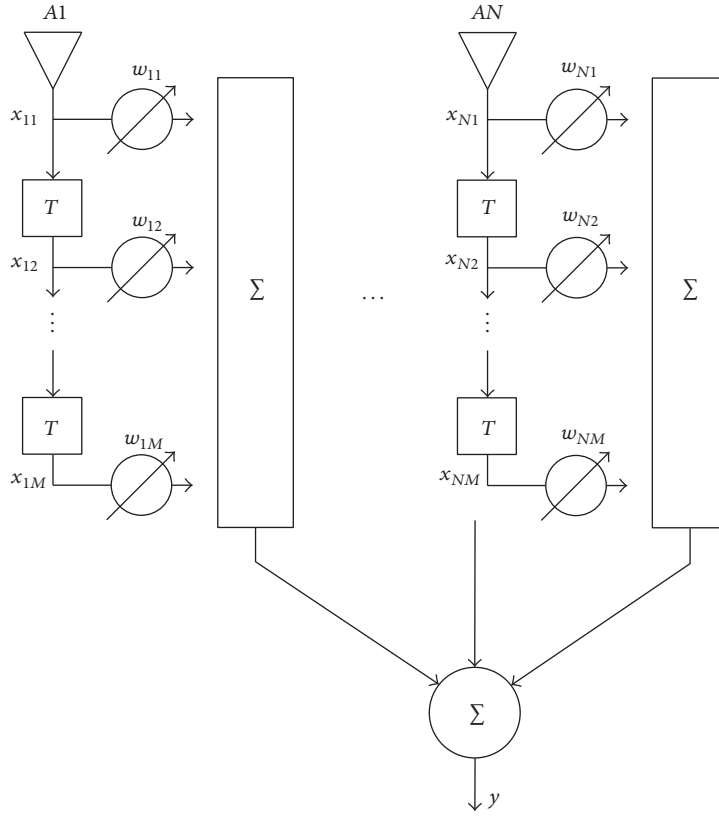 A1
AN
w11
wN1
x11
xN1
T
T
w12
wN2
x12
xN2
∑
…
∑
⋮
⋮
T
T
w1M
wNM
x1M
xNM
∑
y